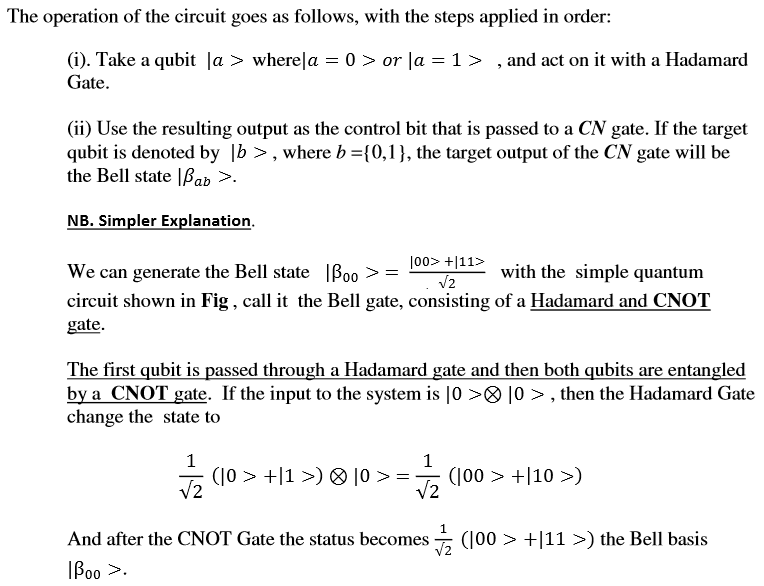 The operation of the circuit goes as follows, with the steps applied in order:
(i). Take a qubit |a > where|a = 0 > or |a = 1 > , and act on it with a Hadamard
Gate.
(ii) Use the resulting output as the control bit that is passed to a CN gate. If the target
qubit is denoted by |b > , where b ={0,1}, the target output of the CN gate will be
the Bell state |βab >.
NB. Simpler Explanation.
We can generate the Bell state |β₀₀ > = |00> +|11> / √2 with the simple quantum
circuit shown in Fig , call it the Bell gate, consisting of a Hadamard and CNOT
gate.
The first qubit is passed through a Hadamard gate and then both qubits are entangled
by a CNOT gate. If the input to the system is |0 >⊗ |0 > , then the Hadamard Gate
change the state to
1/√2 (|0 > +|1 >) ⊗ |0 > = 1/√2 (|00 > +|10 >)
And after the CNOT Gate the status becomes 1/√2 (|00 > +|11 >) the Bell basis
|β₀₀ >.